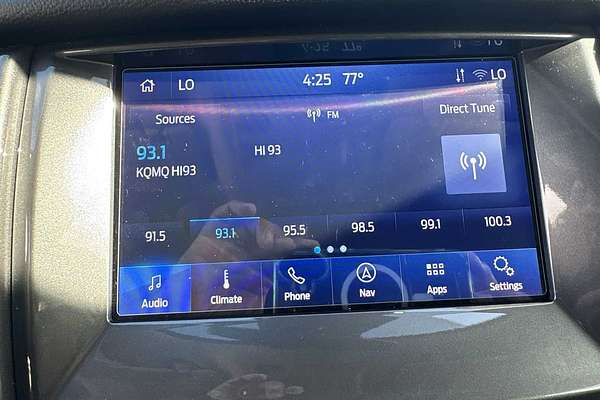 LO 4:25 77° LO
Sources FM Direct Tune
93.1 HI 93
KQMQ HI93
91.5 93.1 95.5 98.5 99.1 100.3
Audio Climate Phone Nav Apps Settings